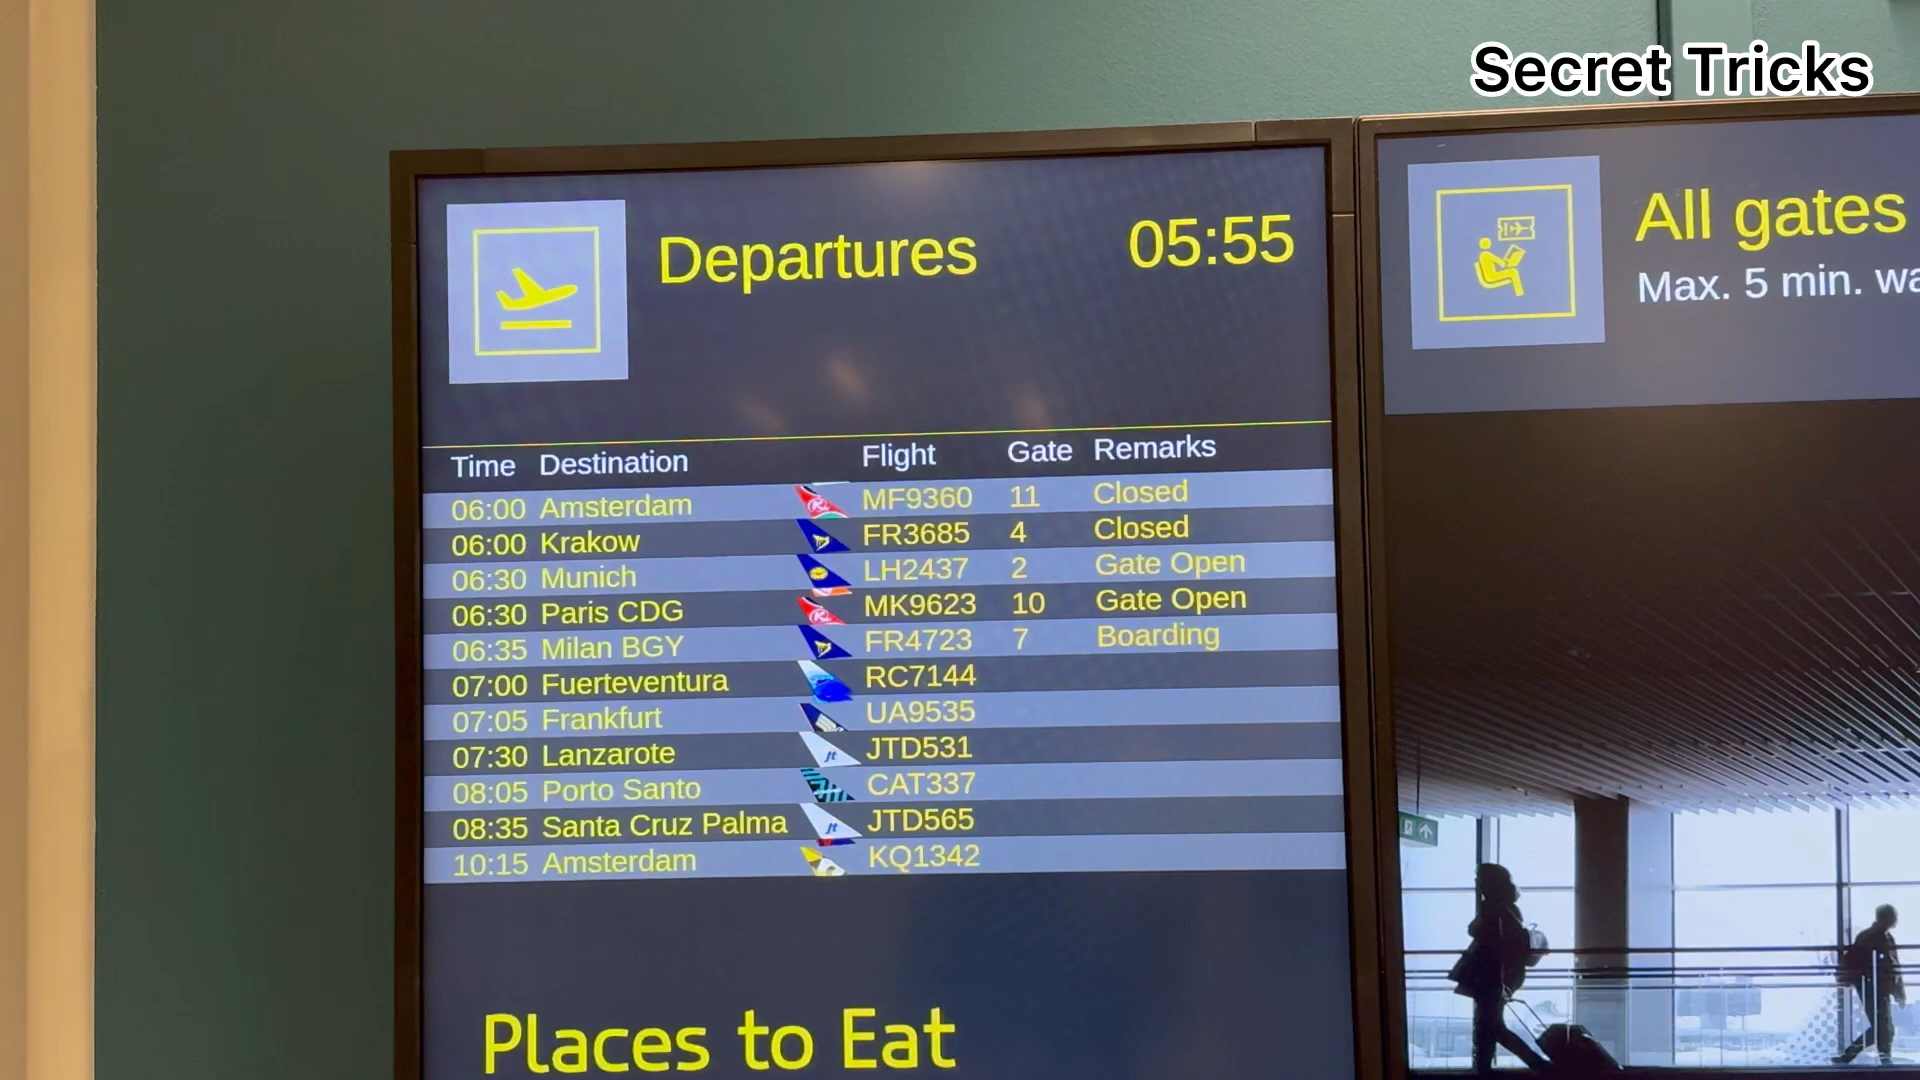 Secret Tricks
Departures 05:55
Time Destination Flight Gate Remarks
06:00 Amsterdam MF9360 11 Closed
06:00 Krakow FR3685 4 Closed
06:30 Munich LH2437 2 Gate Open
06:30 Paris CDG MK9623 10 Gate Open
06:35 Milan BGY FR4723 7 Boarding
07:00 Fuerteventura RC7144
07:05 Frankfurt UA9535
07:30 Lanzarote JTD531
08:05 Porto Santo CAT337
08:35 Santa Cruz Palma JTD565
10:15 Amsterdam KQ1342
Places to Eat
All gates
Max. 5 min.